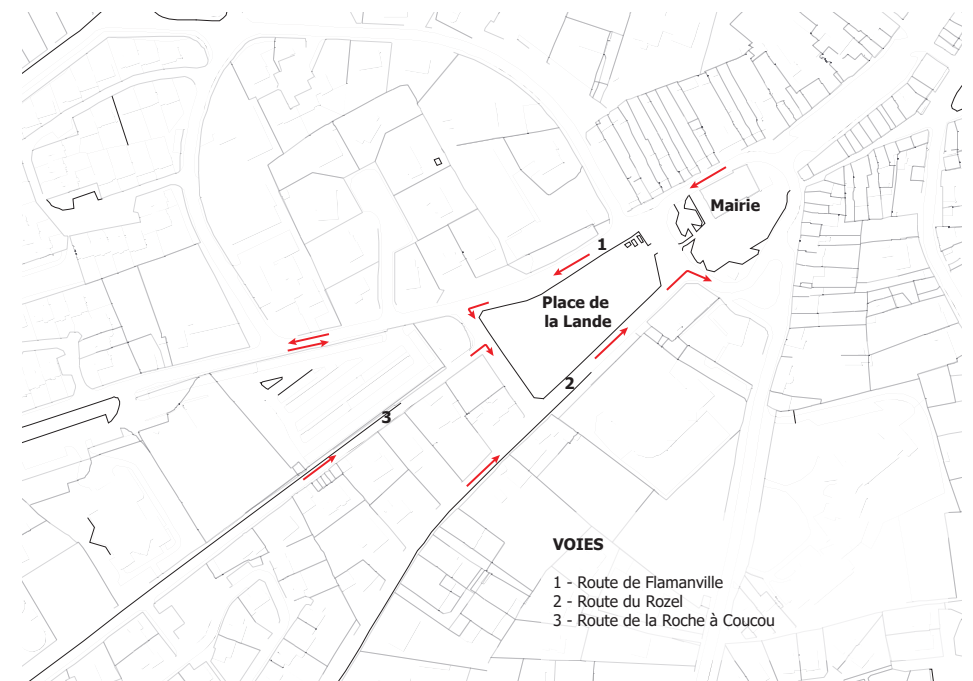 Mairie
1
Place de
la Lande
2
3
VOIES
1 - Route de Flamanville
2 - Route du Rozel
3 - Route de la Roche à Coucou